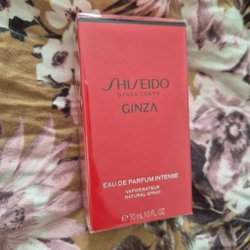 SHISEIDO
GINZA TOKYO
GINZA
EAU DE PARFUM INTENSE
VAPORISATEUR
NATURAL SPRAY
℮ 30 mL 1.0 FL.OZ.